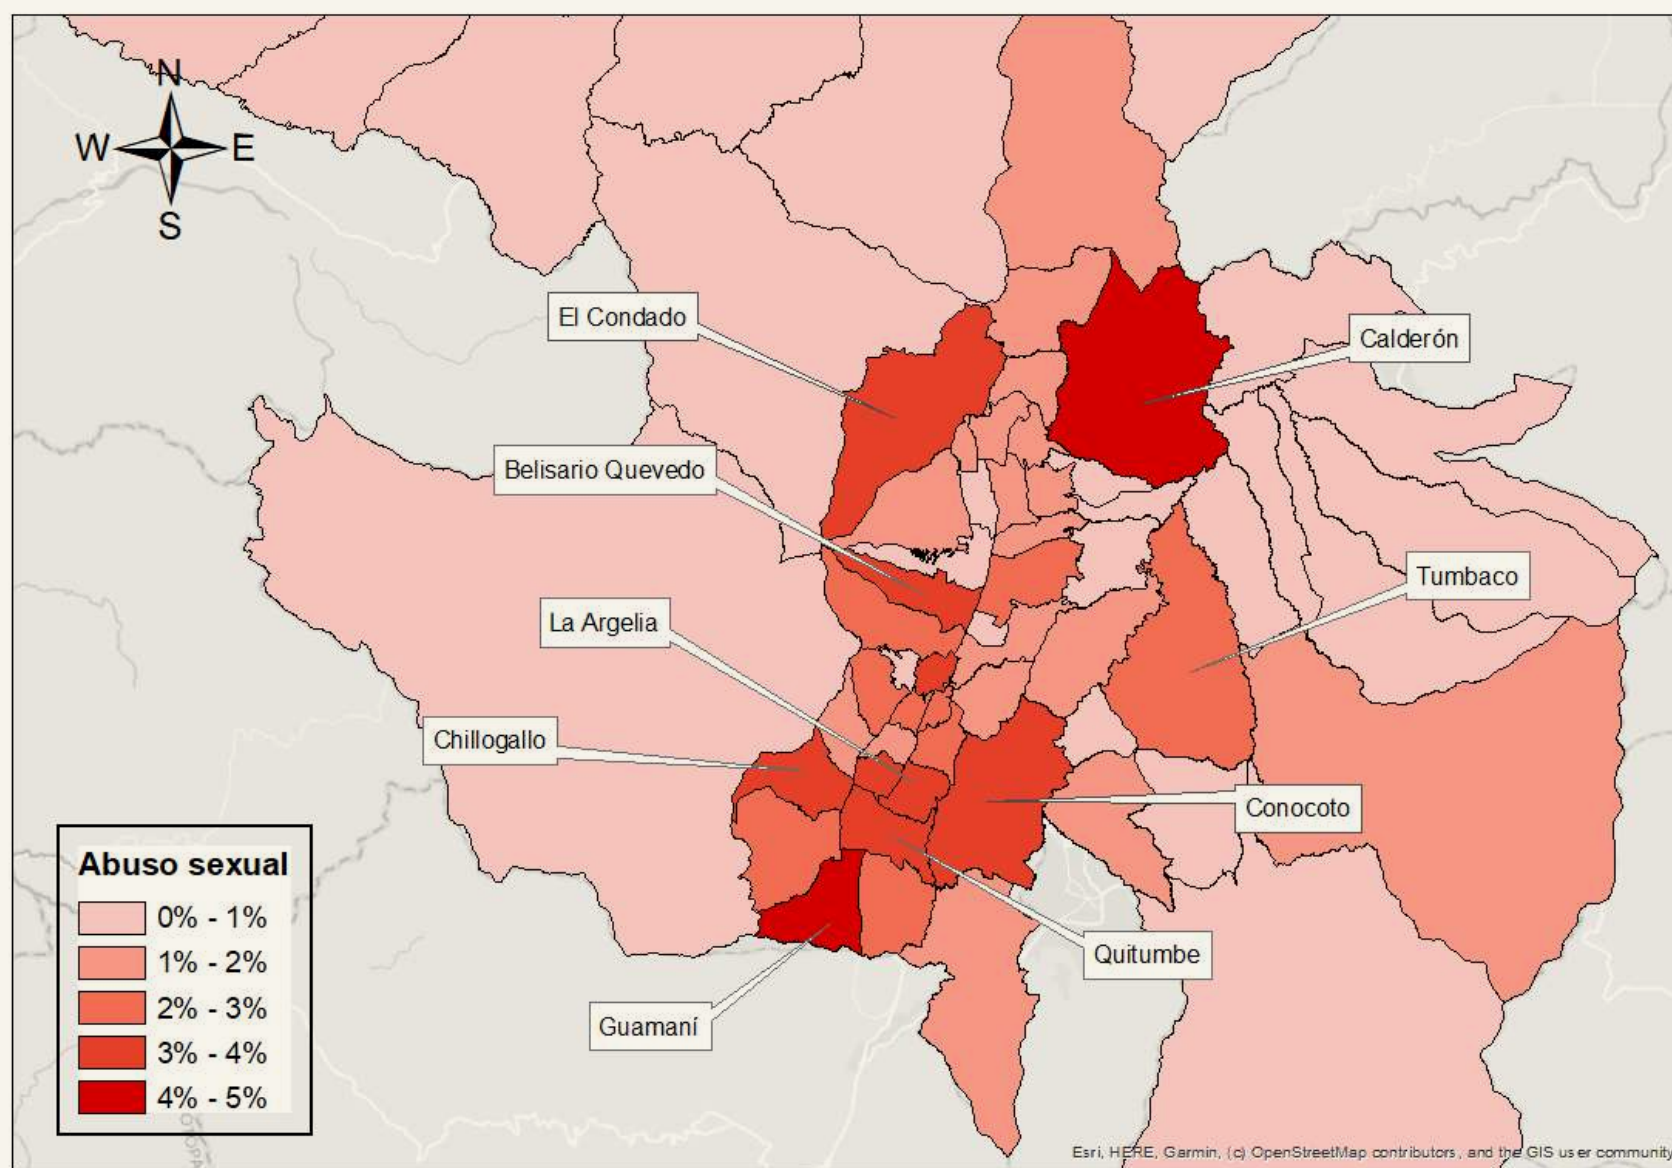 N
W E
S
El Condado
Calderón
Belisario Quevedo
Tumbaco
La Argelia
Chillogallo
Conocoto
Quitumbe
Guamaní
Abuso sexual
0% - 1%
1% - 2%
2% - 3%
3% - 4%
4% - 5%
OTOPA
Esri, HERE, Garmin, (c) OpenStreetMap contributors, and the GIS user community